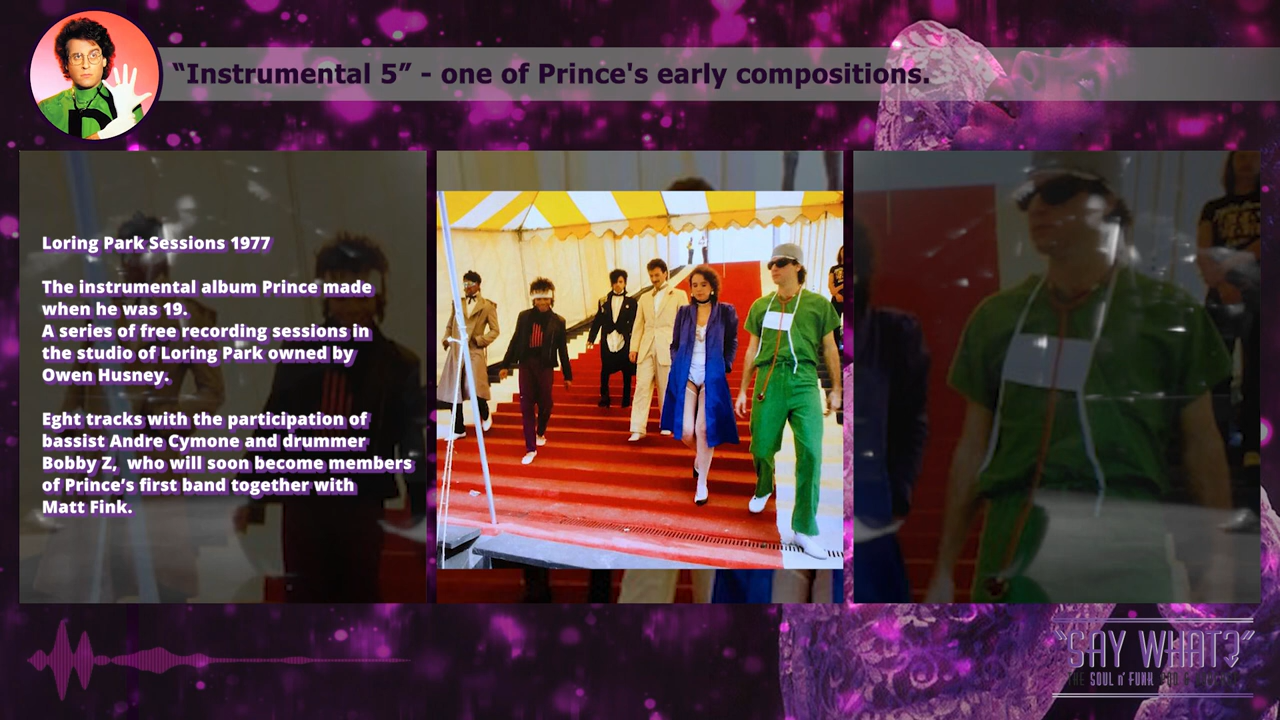 “Instrumental 5” - one of Prince's early compositions.
Loring Park Sessions 1977
The instrumental album Prince made
when he was 19.
A series of free recording sessions in
the studio of Loring Park owned by
Owen Husney.
Eght tracks with the participation of
bassist Andre Cymone and drummer
Bobby Z,  who will soon become members
of Prince’s first band together with
Matt Fink.
“SAY WHAT?”
THE SOUL n' FUNK